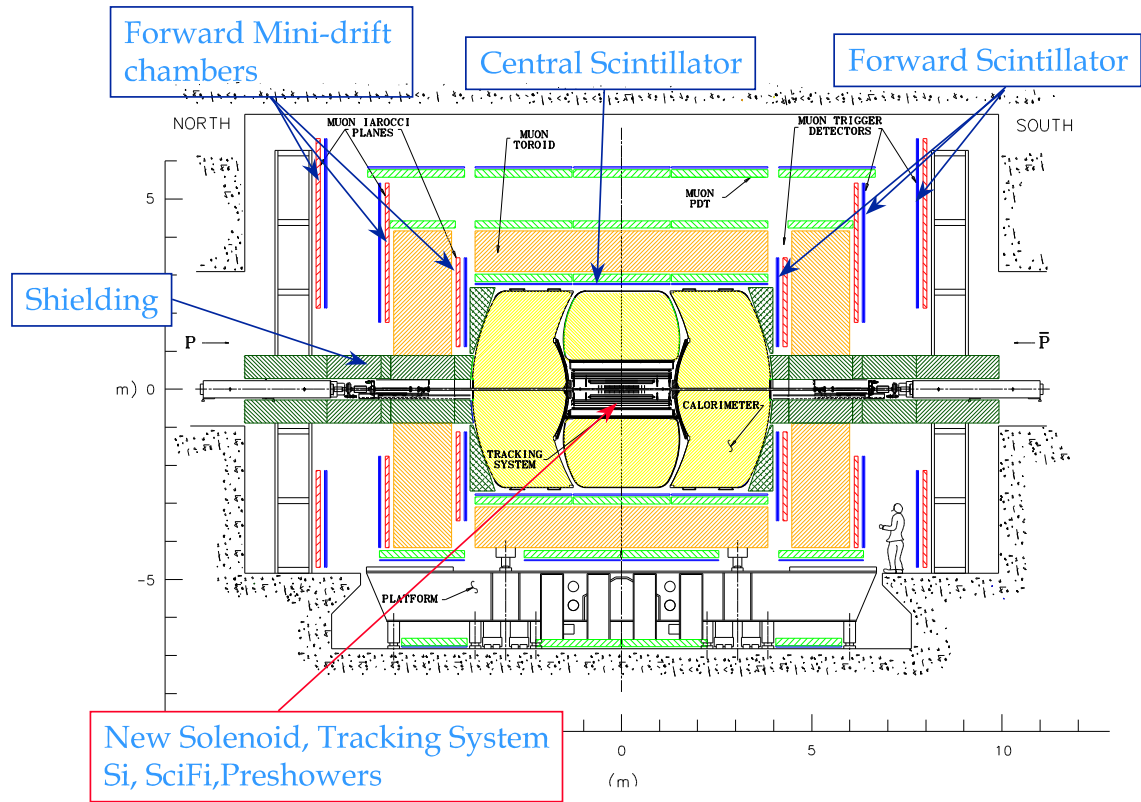 Forward Mini-drift
chambers
Central Scintillator
Forward Scintillator
NORTH
MUON IAROCCI
PLANES
MUON
TOROID
MUON TRIGGER
DETECTORS
SOUTH
5
MUON
PDT
Shielding
P
P̅
m) 0
CALORIMETER
TRACKING
SYSTEM
-5
PLATFORM
New Solenoid, Tracking System
Si, SciFi,Preshowers
0
5
10
(m)